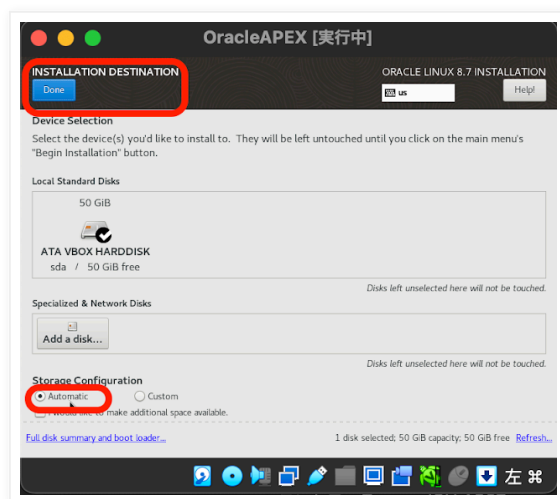 OracleAPEX [実行中]
INSTALLATION DESTINATION
ORACLE LINUX 8.7 INSTALLATION
Done
us
Help!
Device Selection
Select the device(s) you'd like to install to. They will be left untouched until you click on the main menu's
"Begin Installation" button.
Local Standard Disks
50 GiB
ATA VBOX HARDDISK
sda / 50 GiB free
Disks left unselected here will not be touched.
Specialized & Network Disks
Add a disk...
Disks left unselected here will not be touched.
Storage Configuration
Automatic
Custom
I would like to make additional space available.
Full disk summary and boot loader...
1 disk selected; 50 GiB capacity; 50 GiB free Refresh...
左 ⌘